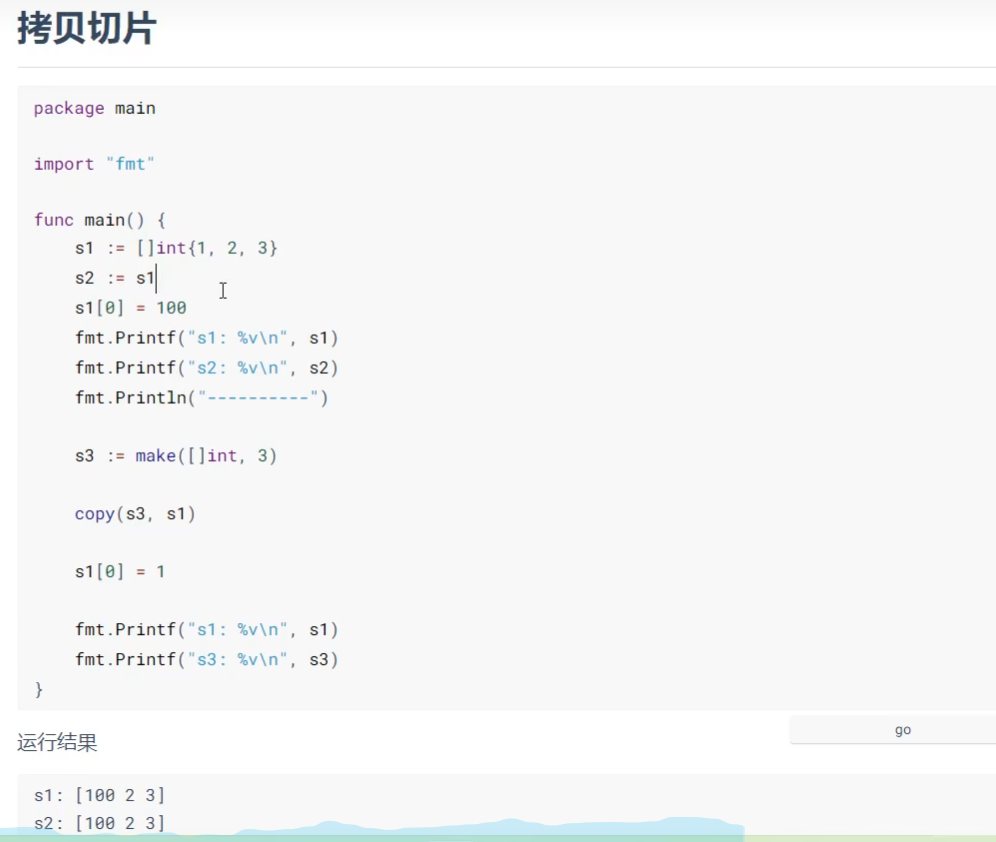 拷贝切片
package main
import "fmt"
func main() {
    s1 := []int{1, 2, 3}
    s2 := s1
    s1[0] = 100
    fmt.Printf("s1: %v\n", s1)
    fmt.Printf("s2: %v\n", s2)
    fmt.Println("----------")
    s3 := make([]int, 3)
    copy(s3, s1)
    s1[0] = 1
    fmt.Printf("s1: %v\n", s1)
    fmt.Printf("s3: %v\n", s3)
}
go
运行结果
s1: [100 2 3]
s2: [100 2 3]